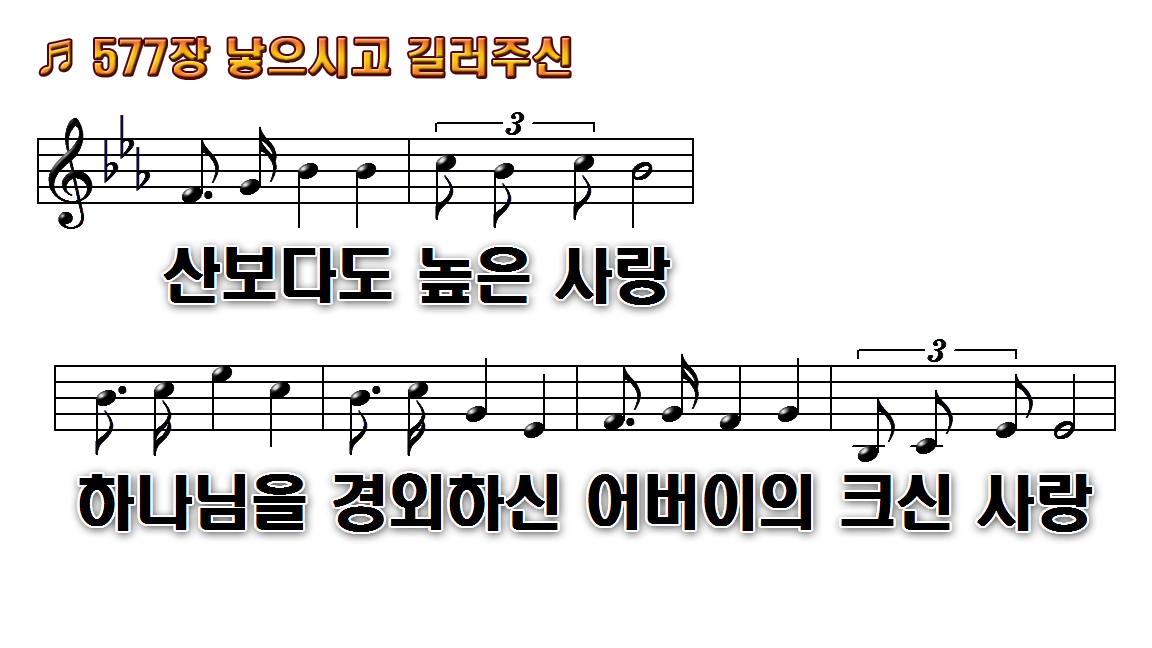 ♬ 577장 낳으시고 길러주신
3
산보다도 높은 사랑
3
하나님을 경외하신 어버이의 크신 사랑